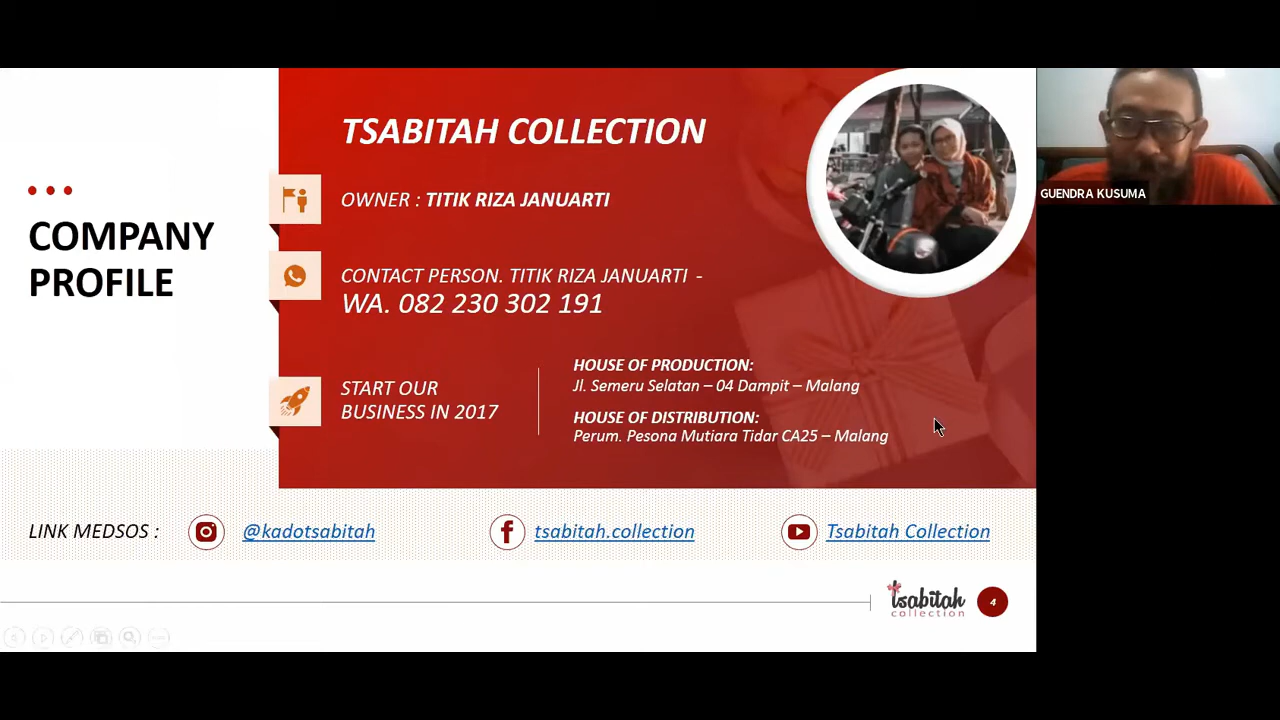 COMPANY
PROFILE
TSABITAH COLLECTION
OWNER : TITIK RIZA JANUARTI
CONTACT PERSON. TITIK RIZA JANUARTI -
WA. 082 230 302 191
START OUR
BUSINESS IN 2017
HOUSE OF PRODUCTION:
Jl. Semeru Selatan – 04 Dampit – Malang
HOUSE OF DISTRIBUTION:
Perum. Pesona Mutiara Tidar CA25 – Malang
GUENDRA KUSUMA
LINK MEDSOS :
@kadotsabitah
tsabitah.collection
Tsabitah Collection
tsabitah
collection
4